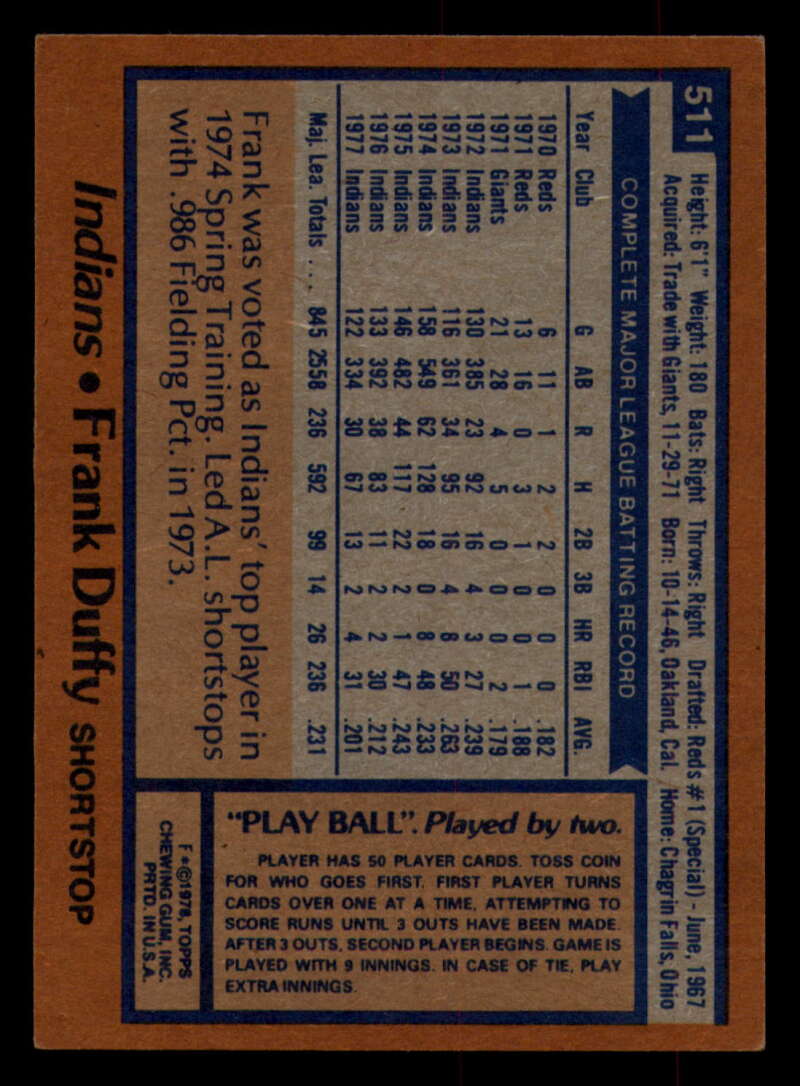 511
Height: 6'1" Weight: 180 Bats: Right Throws: Right Drafted: Reds #1 (Special) - June, 1967
Acquired: Trade with Giants, 11-29-71 Born: 10-14-46, Oakland, Cal. Home: Chagrin Falls, Ohio
COMPLETE MAJOR LEAGUE BATTING RECORD
Year Club G AB R H 2B 3B HR RBI AVG.
1970 Reds 6 11 1 2 2 0 0 0 .182
1971 Reds 13 16 0 3 1 0 0 1 .188
1971 Giants 21 28 4 5 0 0 0 2 .179
1972 Indians 130 385 23 92 16 4 3 27 .239
1973 Indians 116 361 34 95 16 4 8 50 .263
1974 Indians 158 549 62 128 18 0 8 48 .233
1975 Indians 146 482 44 117 22 2 1 47 .243
1976 Indians 133 392 38 83 11 2 2 30 .212
1977 Indians 122 334 30 67 13 2 4 31 .201
Maj. Lea. Totals ... 845 2558 236 592 99 14 26 236 .231
Frank was voted as Indians' top player in
1974 Spring Training. Led A.L. shortstops
with .986 Fielding Pct. in 1973.
Indians • Frank Duffy SHORTSTOP
"PLAY BALL". Played by two.
PLAYER HAS 50 PLAYER CARDS. TOSS COIN
FOR WHO GOES FIRST. FIRST PLAYER TURNS
CARDS OVER ONE AT A TIME, ATTEMPTING TO
SCORE RUNS UNTIL 3 OUTS HAVE BEEN MADE.
AFTER 3 OUTS, SECOND PLAYER BEGINS. GAME IS
PLAYED WITH 9 INNINGS. IN CASE OF TIE, PLAY
EXTRA INNINGS.
F*©1978, TOPPS
CHEWING GUM, INC.
PRTD. IN U.S.A.